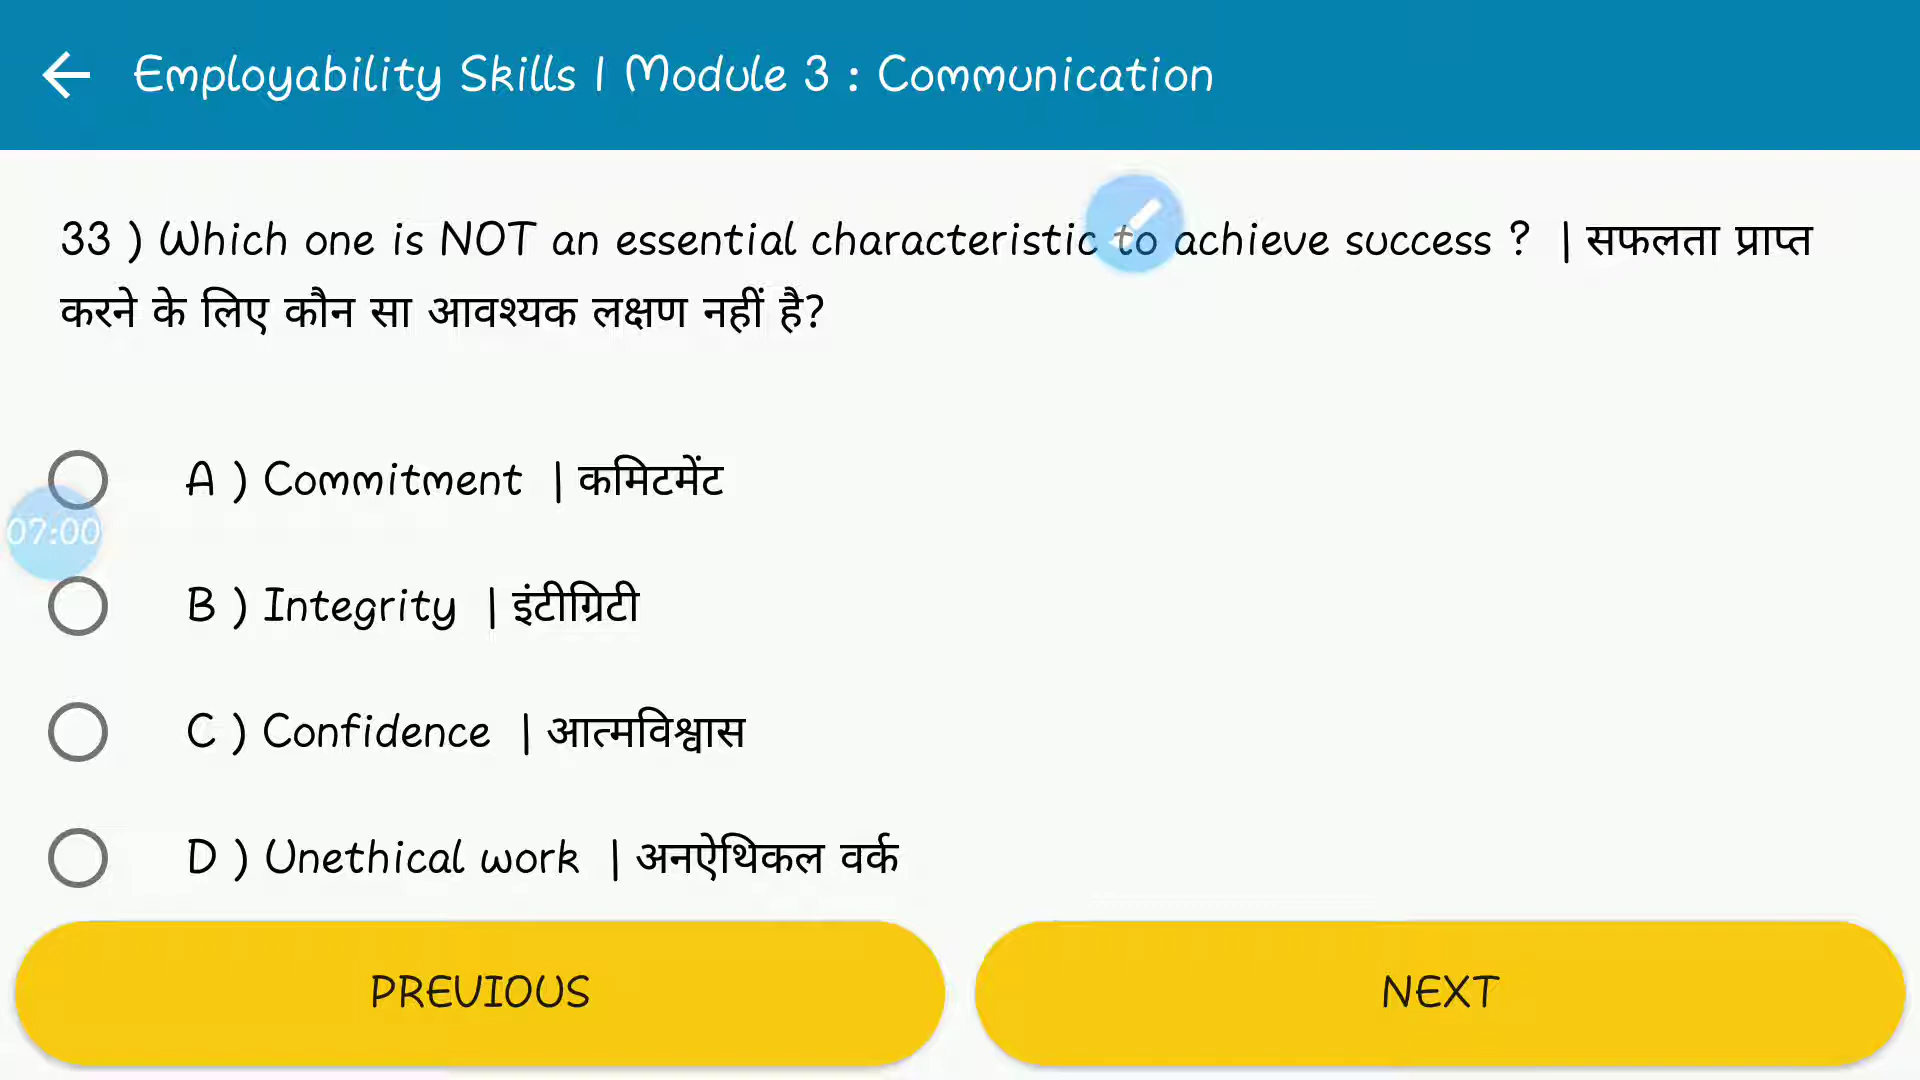 Employability Skills | Module 3 : Communication
33 ) Which one is NOT an essential characteristic to achieve success ? | सफलता प्राप्त
करने के लिए कौन सा आवश्यक लक्षण नहीं है?
A ) Commitment | कमिटमेंट
07:00
B ) Integrity | इंटीग्रिटी
C ) Confidence | आत्मविश्वास
D ) Unethical work | अनऐथिकल वर्क
PREVIOUS
NEXT